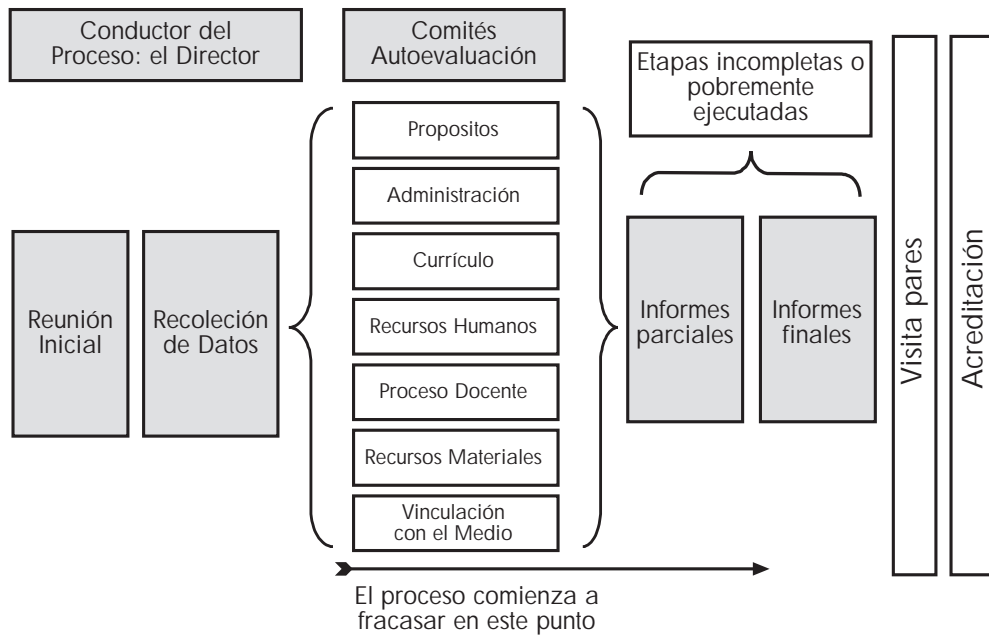 Conductor del
Proceso: el Director
Comités
Autoevaluación
Etapas incompletas o
pobremente
ejecutadas
Reunión
Inicial
Recoleción
de Datos
Propositos
Administración
Currículo
Recursos Humanos
Proceso Docente
Recursos Materiales
Vinculación
con el Medio
Informes
parciales
Informes
finales
Visita pares
Acreditación
El proceso comienza a
fracasar en este punto